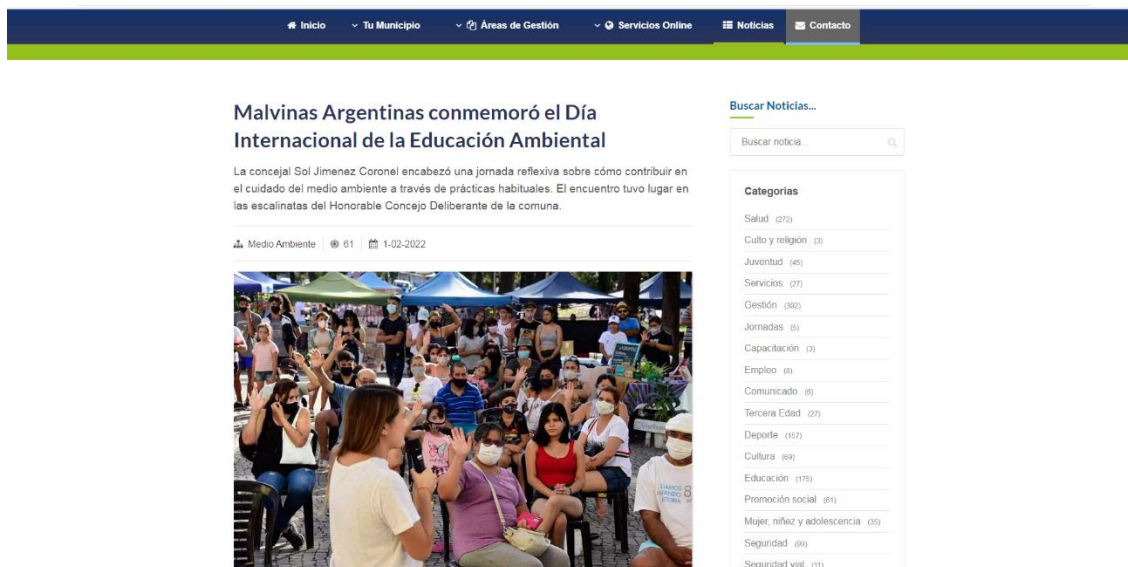 Inicio
Tu Municipio
Áreas de Gestión
Servicios Online
Noticias
Contacto
Malvinas Argentinas conmemoró el Día
Internacional de la Educación Ambiental
La concejal Sol Jimenez Coronel encabezó una jornada reflexiva sobre cómo contribuir en
el cuidado del medio ambiente a través de prácticas habituales. El encuentro tuvo lugar en
las escalinatas del Honorable Concejo Deliberante de la comuna.
Medio Ambiente 61 1-02-2022
Buscar Noticias...
Buscar noticia...
Categorias
Salud (272)
Culto y religión (3)
Juventud (45)
Servicios (27)
Gestión (392)
Jornadas (5)
Capacitación (3)
Empleo (8)
Comunicado (6)
Tercera Edad (27)
Deporte (157)
Cultura (69)
Educación (175)
Promoción social (61)
Mujer, niñez y adolescencia (35)
Seguridad (99)
Seguridad vial (11)